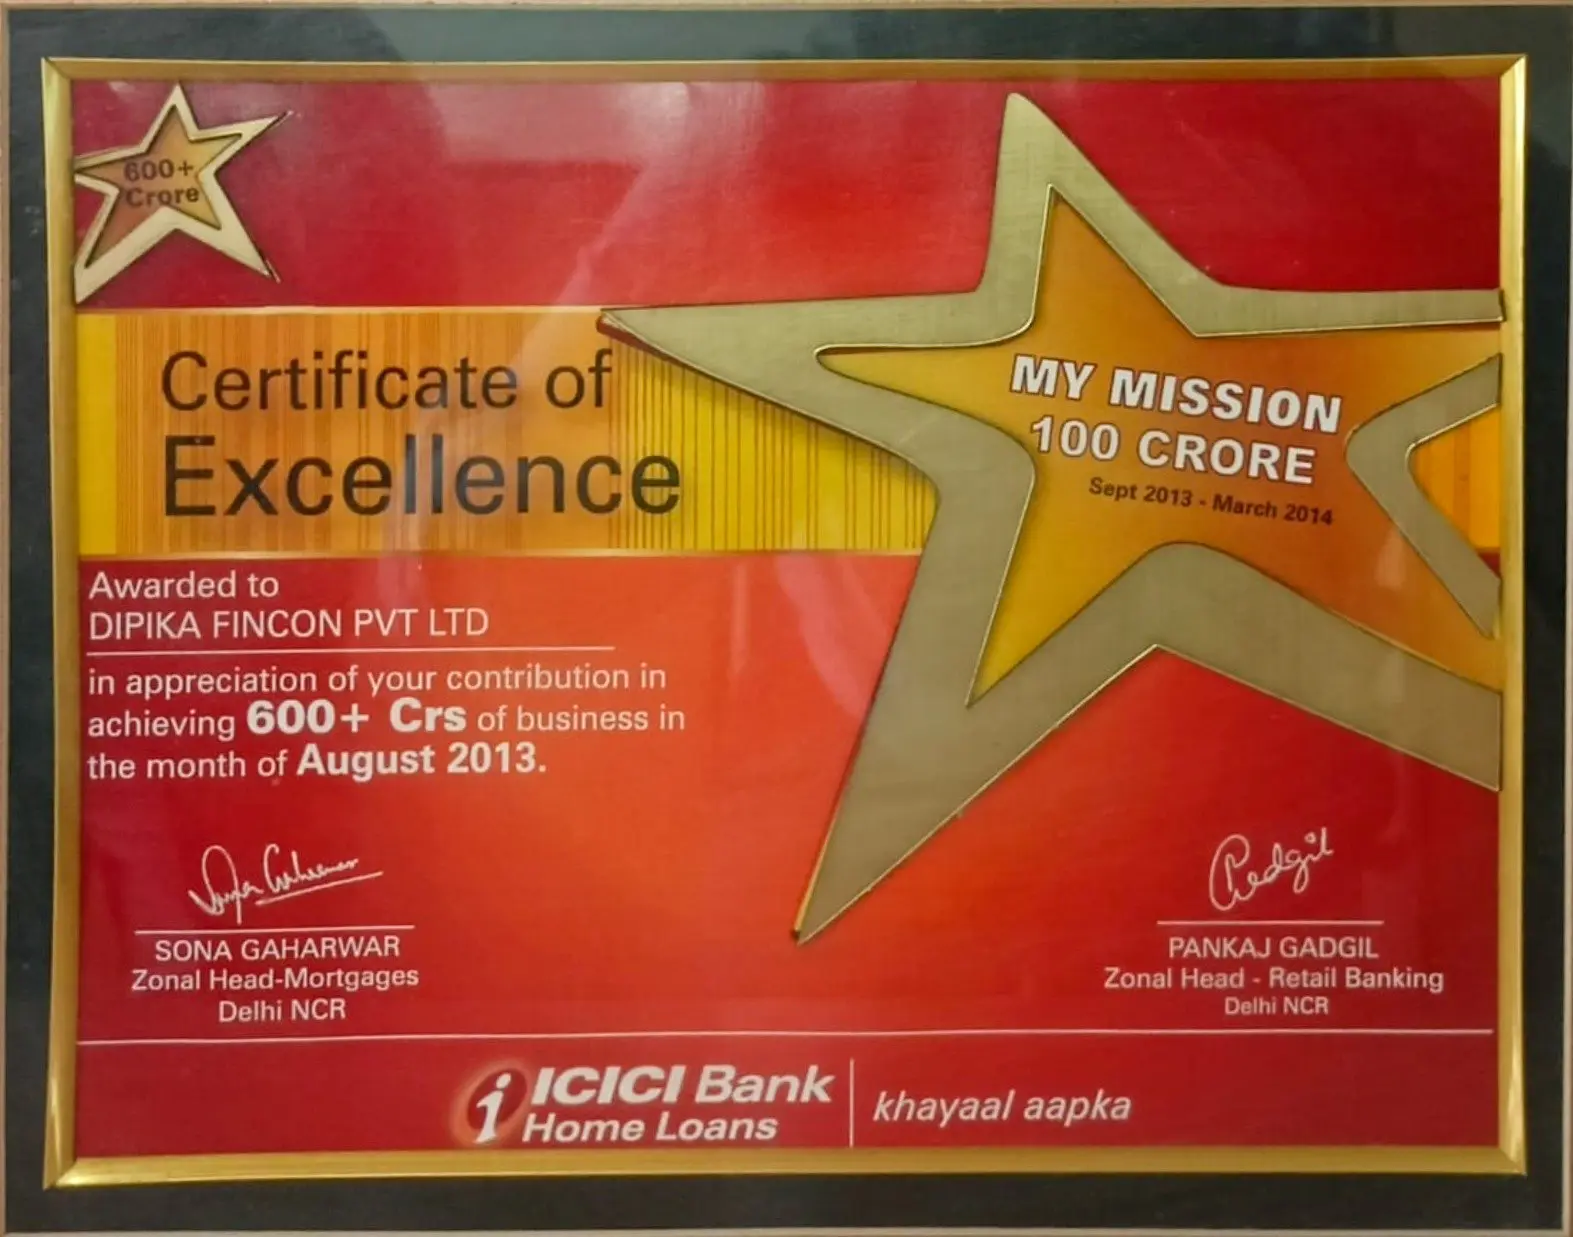 600+
Crore
Certificate of
Excellence
MY MISSION
100 CRORE
Sept 2013 - March 2014
Awarded to
DIPIKA FINCON PVT LTD
in appreciation of your contribution in
achieving 600+ Crs of business in
the month of August 2013.
SONA GAHARWAR
Zonal Head-Mortgages
Delhi NCR
Gadgil
PANKAJ GADGIL
Zonal Head - Retail Banking
Delhi NCR
i ICICI Bank
Home Loans
khayaal aapka